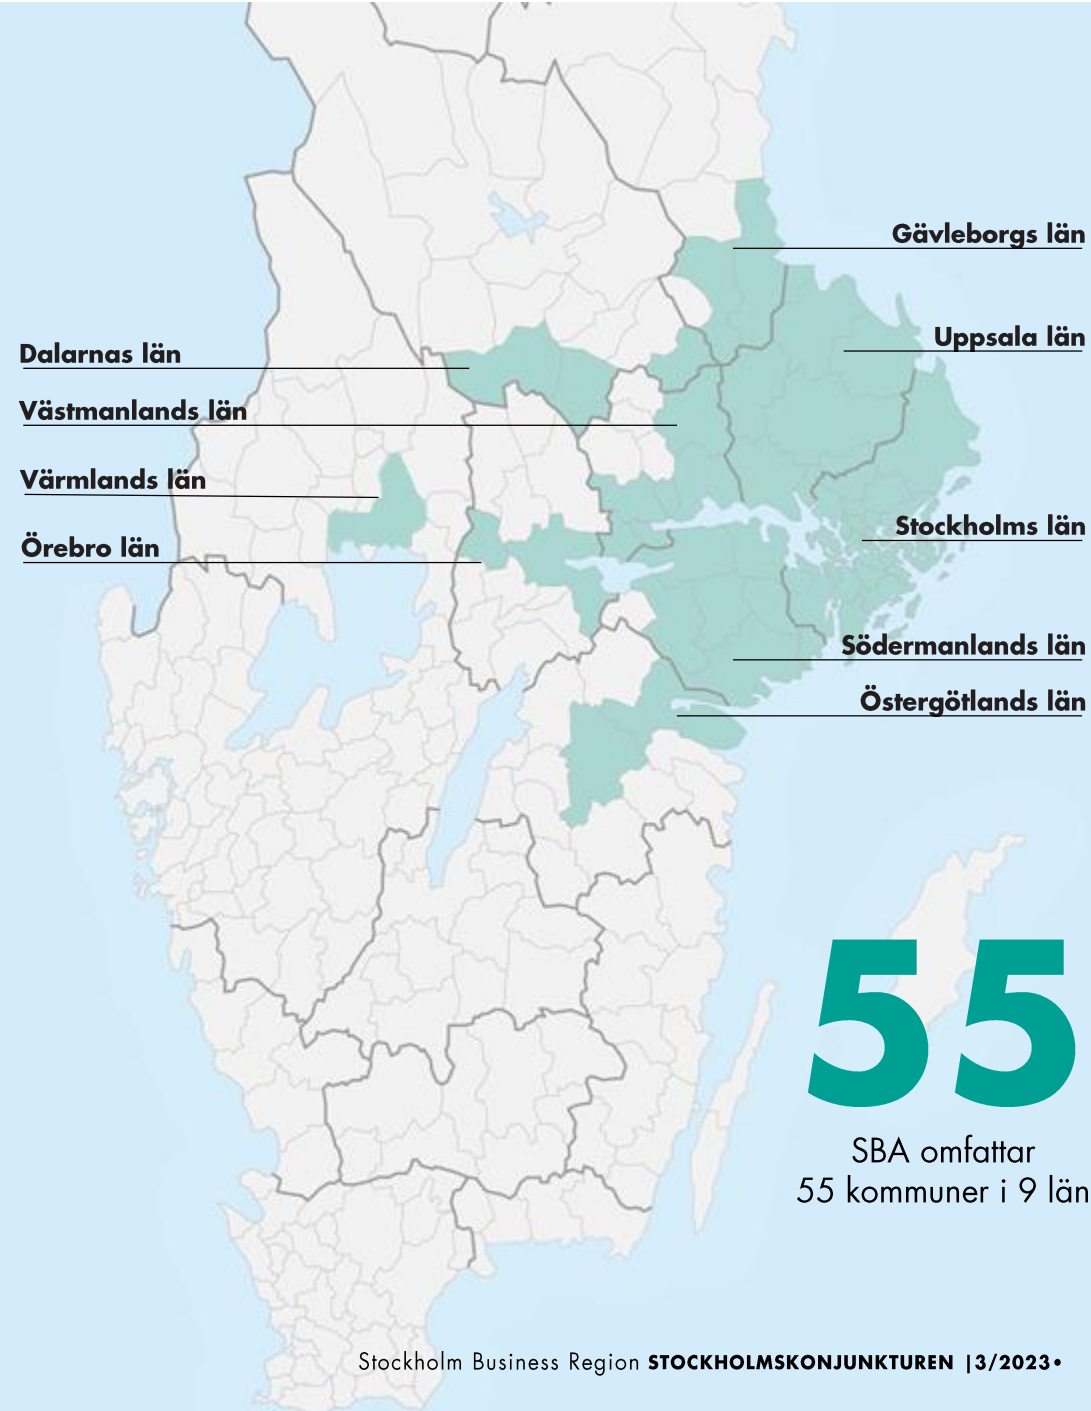 Gävleborgs län
Uppsala län
Dalarnas län
Västmanlands län
Värmlands län
Stockholms län
Örebro län
Södermanlands län
Östergötlands län
55
SBA omfattar
55 kommuner i 9 län
Stockholm Business Region STOCKHOLMSKONJUNKTUREN |3/2023•